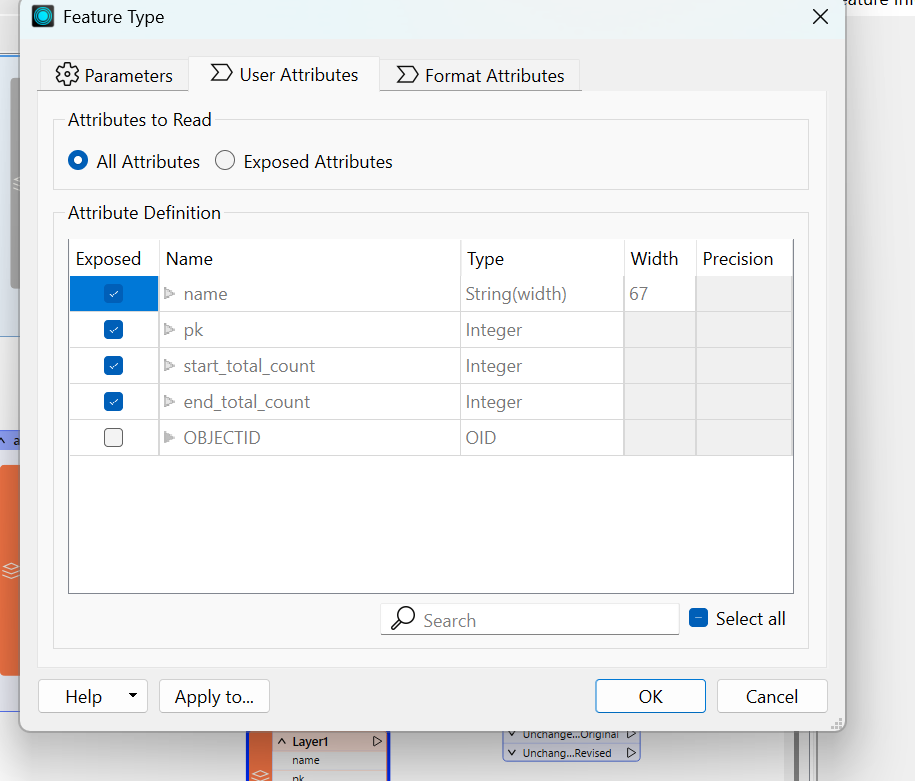 Feature Type
Parameters
User Attributes
Format Attributes
Attributes to Read
All Attributes
Exposed Attributes
Attribute Definition
Exposed Name Type Width Precision
name String(width) 67
pk Integer
start_total_count Integer
end_total_count Integer
OBJECTID OID
Search
Select all
Help
Apply to...
OK
Cancel
Layer1
name
pk
Unchange...Original
Unchang...Revised